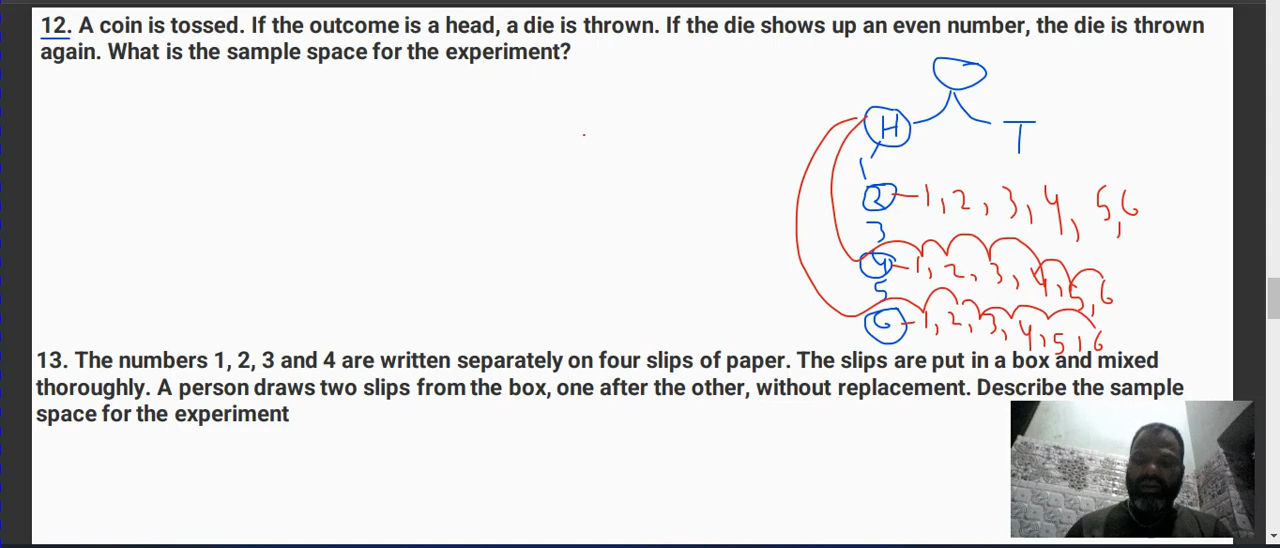 12. A coin is tossed. If the outcome is a head, a die is thrown. If the die shows up an even number, the die is thrown
again. What is the sample space for the experiment?
H T
1
2 - 1, 2, 3, 4, 5, 6
3
4 - 1, 2, 3, 4, 5, 6
5
6 - 1, 2, 3, 4, 5, 6
13. The numbers 1, 2, 3 and 4 are written separately on four slips of paper. The slips are put in a box and mixed
thoroughly. A person draws two slips from the box, one after the other, without replacement. Describe the sample
space for the experiment